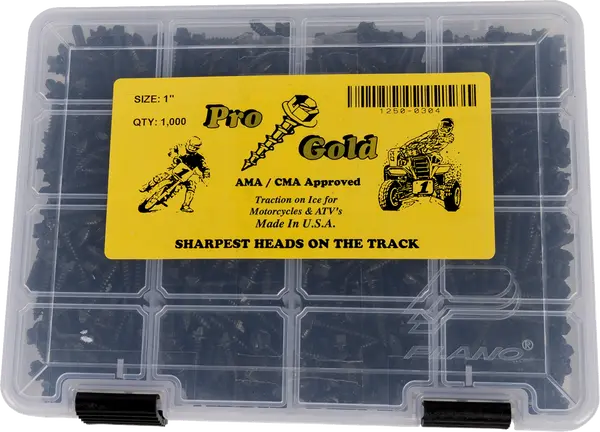 SIZE: 1"
QTY: 1,000
Pro
Gold
1250-0304
AMA / CMA Approved
Traction on Ice for
Motorcycles & ATV's
Made In U.S.A.
SHARPEST HEADS ON THE TRACK
1
PLANO®